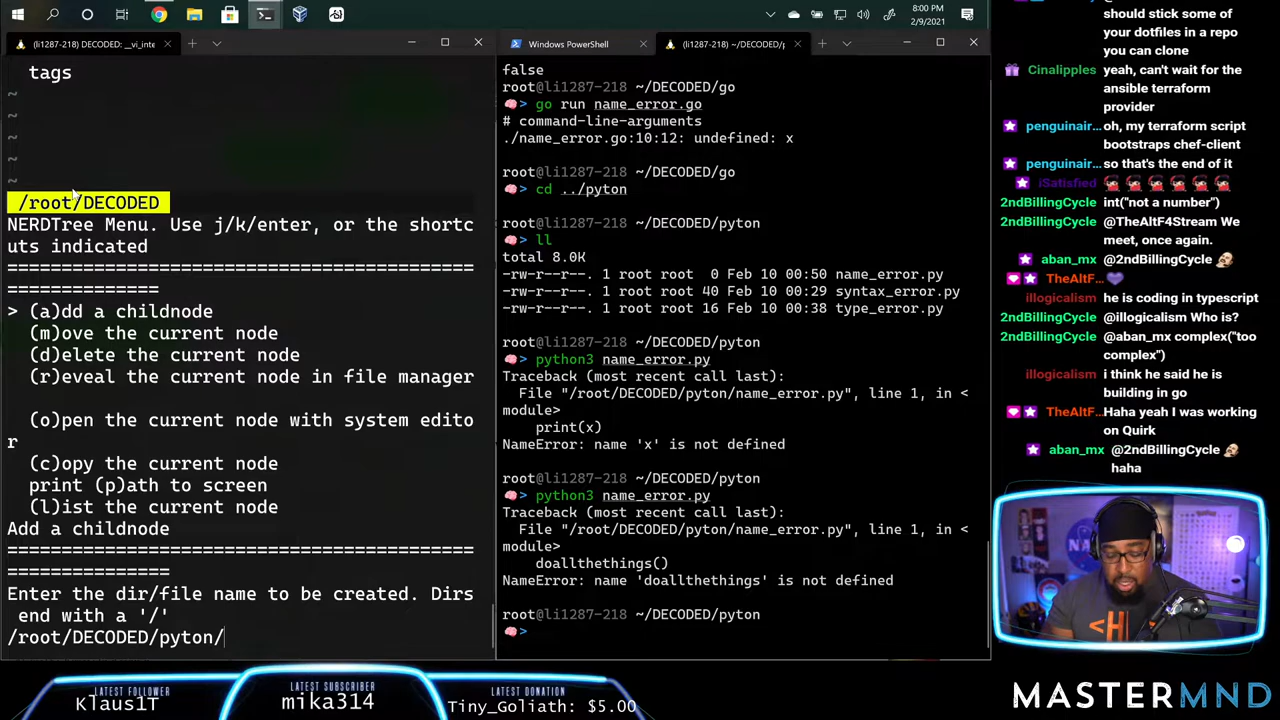 8:00 PM
2/9/2021
(li1287-218) DECODED: __vi_inte
tags
~
~
~
~
~
/root/DECODED
NERDTree Menu. Use j/k/enter, or the shortc
uts indicated
===========================================
==============
> (a)dd a childnode
(m)ove the current node
(d)elete the current node
(r)eveal the current node in file manager
(o)pen the current node with system edito
r
(c)opy the current node
print (p)ath to screen
(l)ist the current node
Add a childnode
===========================================
===============
Enter the dir/file name to be created. Dirs
end with a '/'
/root/DECODED/pyton/
Windows PowerShell
(li1287-218) ~/DECODED/p
false
root@li1287-218 ~/DECODED/go
> go run name_error.go
# command-line-arguments
./name_error.go:10:12: undefined: x
root@li1287-218 ~/DECODED/go
> cd ../pyton
root@li1287-218 ~/DECODED/pyton
> ll
total 8.0K
-rw-r--r--. 1 root root 0 Feb 10 00:50 name_error.py
-rw-r--r--. 1 root root 40 Feb 10 00:29 syntax_error.py
-rw-r--r--. 1 root root 16 Feb 10 00:38 type_error.py
root@li1287-218 ~/DECODED/pyton
> python3 name_error.py
Traceback (most recent call last):
File "/root/DECODED/pyton/name_error.py", line 1, in <
module>
print(x)
NameError: name 'x' is not defined
root@li1287-218 ~/DECODED/pyton
> python3 name_error.py
Traceback (most recent call last):
File "/root/DECODED/pyton/name_error.py", line 1, in <
module>
doallthethings()
NameError: name 'doallthethings' is not defined
root@li1287-218 ~/DECODED/pyton
>
should stick some of
your dotfiles in a repo
you can clone
Cinalipples yeah, can't wait for the
ansible terraform
provider
penguinair... oh, my terraform script
bootstraps chef-client
penguinair... so that's the end of it
iSatisfied
2ndBillingCycle int("not a number")
2ndBillingCycle @TheAltF4Stream We
meet, once again.
aban_mx @2ndBillingCycle
TheAltF...
illogicalism he is coding in typescript
2ndBillingCycle @illogicalism Who is?
2ndBillingCycle @aban_mx complex("too
complex")
illogicalism i think he said he is
building in go
TheAltF... Haha yeah I was working
on Quirk
aban_mx @2ndBillingCycle
haha
LATEST FOLLOWER
Klaus1T
LATEST SUBSCRIBER
mika314
LATEST DONATION
Tiny_Goliath: $5.00
MASTERMND